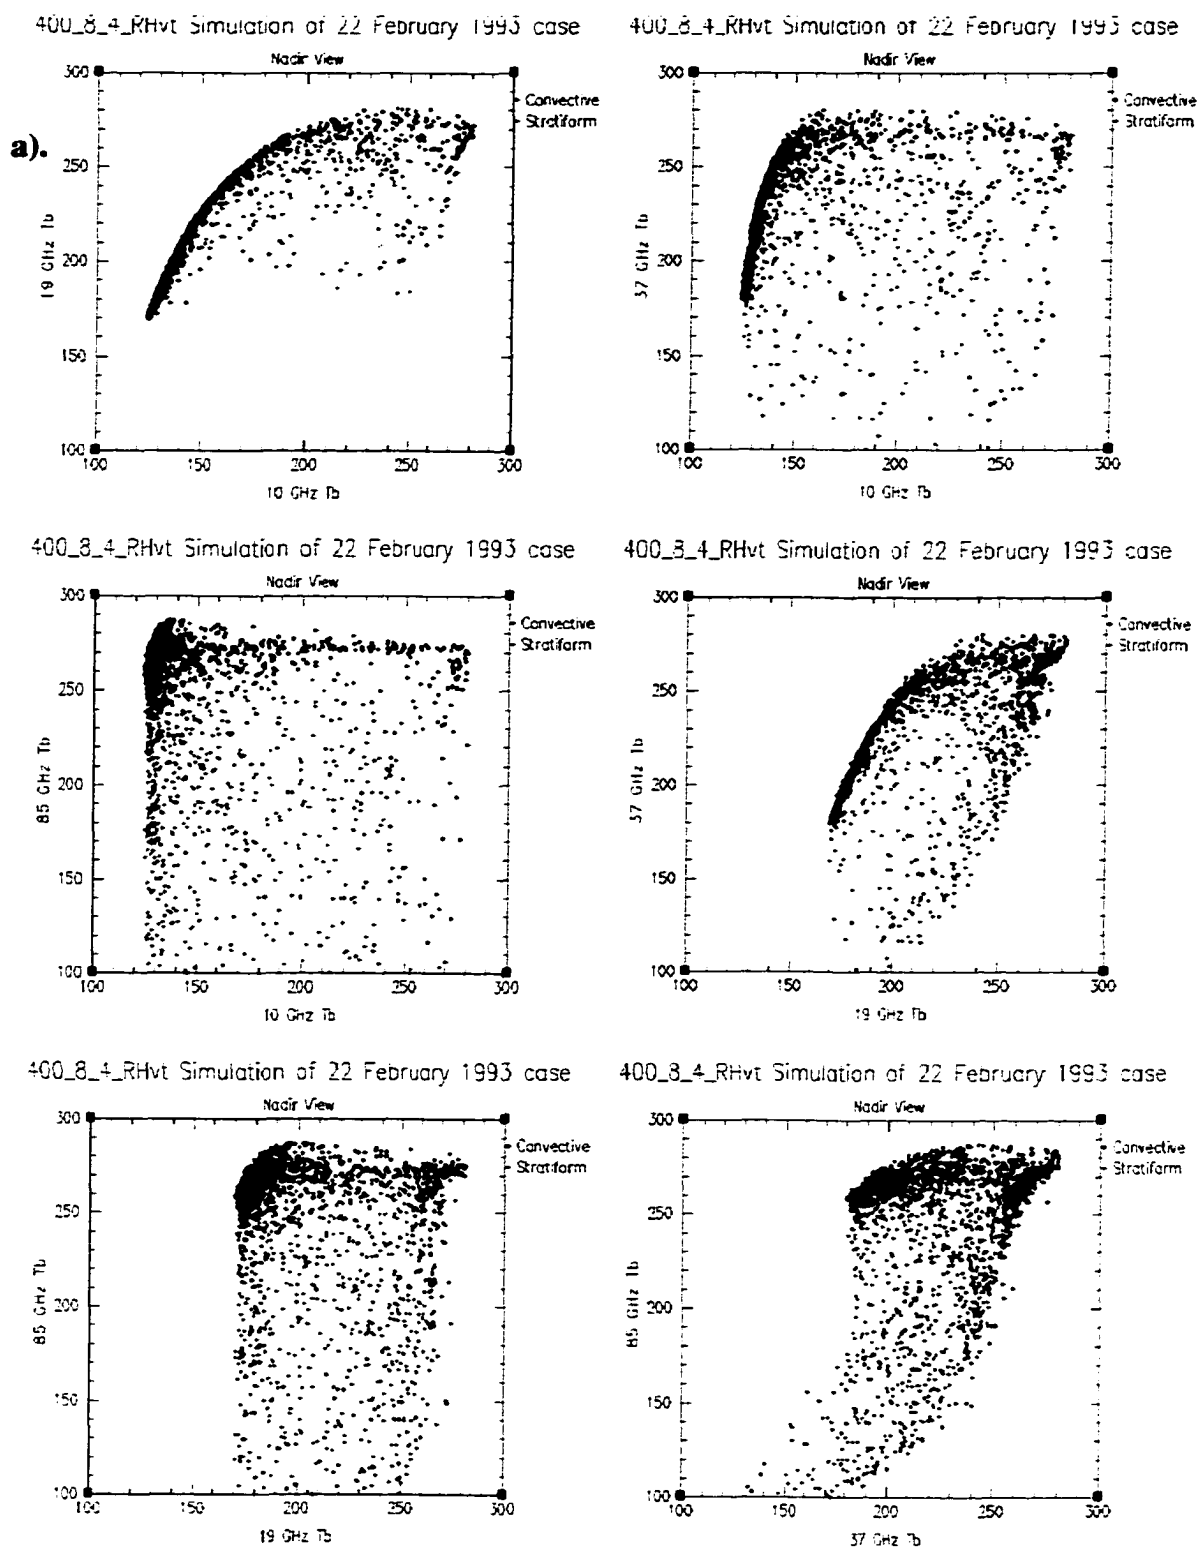 400_8_4_RHvt Simulation of 22 February 1993 case
Nadir View
a).
300
250
200
150
100
19 GHz Tb
100 150 200 250 300
10 GHz Tb
Convective
Stratiform
400_8_4_RHvt Simulation of 22 February 1993 case
Nadir View
300
250
200
150
100
37 GHz Tb
100 150 200 250 300
10 GHz Tb
Convective
Stratiform
400_8_4_RHvt Simulation of 22 February 1993 case
Nadir View
300
250
200
150
100
85 GHz Tb
100 150 200 250 300
10 GHz Tb
Convective
Stratiform
400_8_4_RHvt Simulation of 22 February 1993 case
Nadir View
300
250
200
150
100
37 GHz Tb
100 150 200 250 300
19 GHz Tb
Convective
Stratiform
400_8_4_RHvt Simulation of 22 February 1993 case
Nadir View
300
250
200
150
100
85 GHz Tb
100 150 200 250 300
19 GHz Tb
Convective
Stratiform
400_8_4_RHvt Simulation of 22 February 1993 case
Nadir View
300
250
200
150
100
85 GHz Tb
100 150 200 250 300
37 GHz Tb
Convective
Stratiform